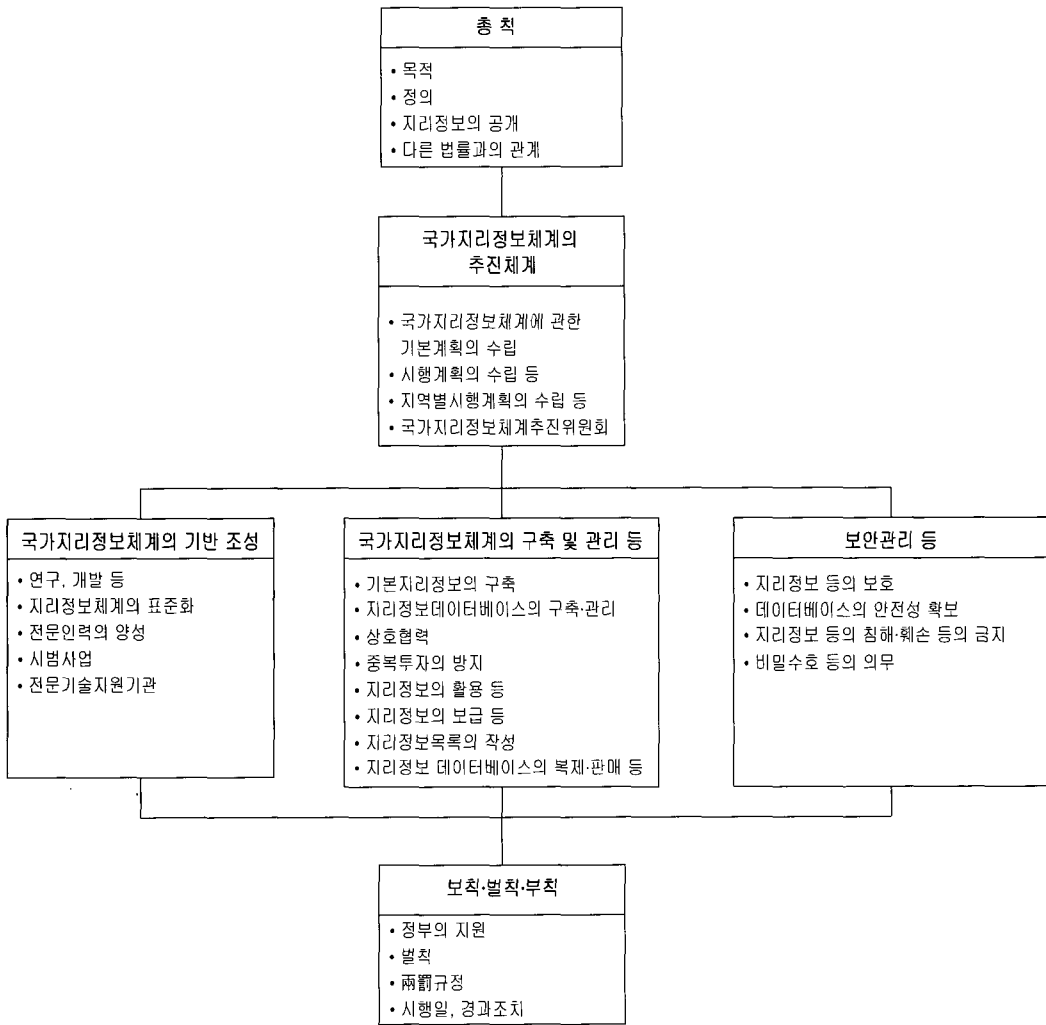 총 칙
• 목적
• 정의
• 지리정보의 공개
• 다른 법률과의 관계
국가지리정보체계의
추진체계
• 국가지리정보체계에 관한
기본계획의 수립
• 시행계획의 수립 등
• 지역별시행계획의 수립 등
• 국가지리정보체계추진위원회
국가지리정보체계의 기반 조성
• 연구, 개발 등
• 지리정보체계의 표준화
• 전문인력의 양성
• 시범사업
• 전문기술지원기관
국가지리정보체계의 구축 및 관리 등
• 기본지리정보의 구축
• 지리정보데이터베이스의 구축·관리
• 상호협력
• 중복투자의 방지
• 지리정보의 활용 등
• 지리정보의 보급 등
• 지리정보목록의 작성
• 지리정보 데이터베이스의 복제·판매 등
보안관리 등
• 지리정보 등의 보호
• 데이터베이스의 안전성 확보
• 지리정보 등의 침해·훼손 등의 금지
• 비밀수호 등의 의무
보칙·벌칙·부칙
• 정부의 지원
• 벌칙
• 兩罰규정
• 시행일, 경과조치